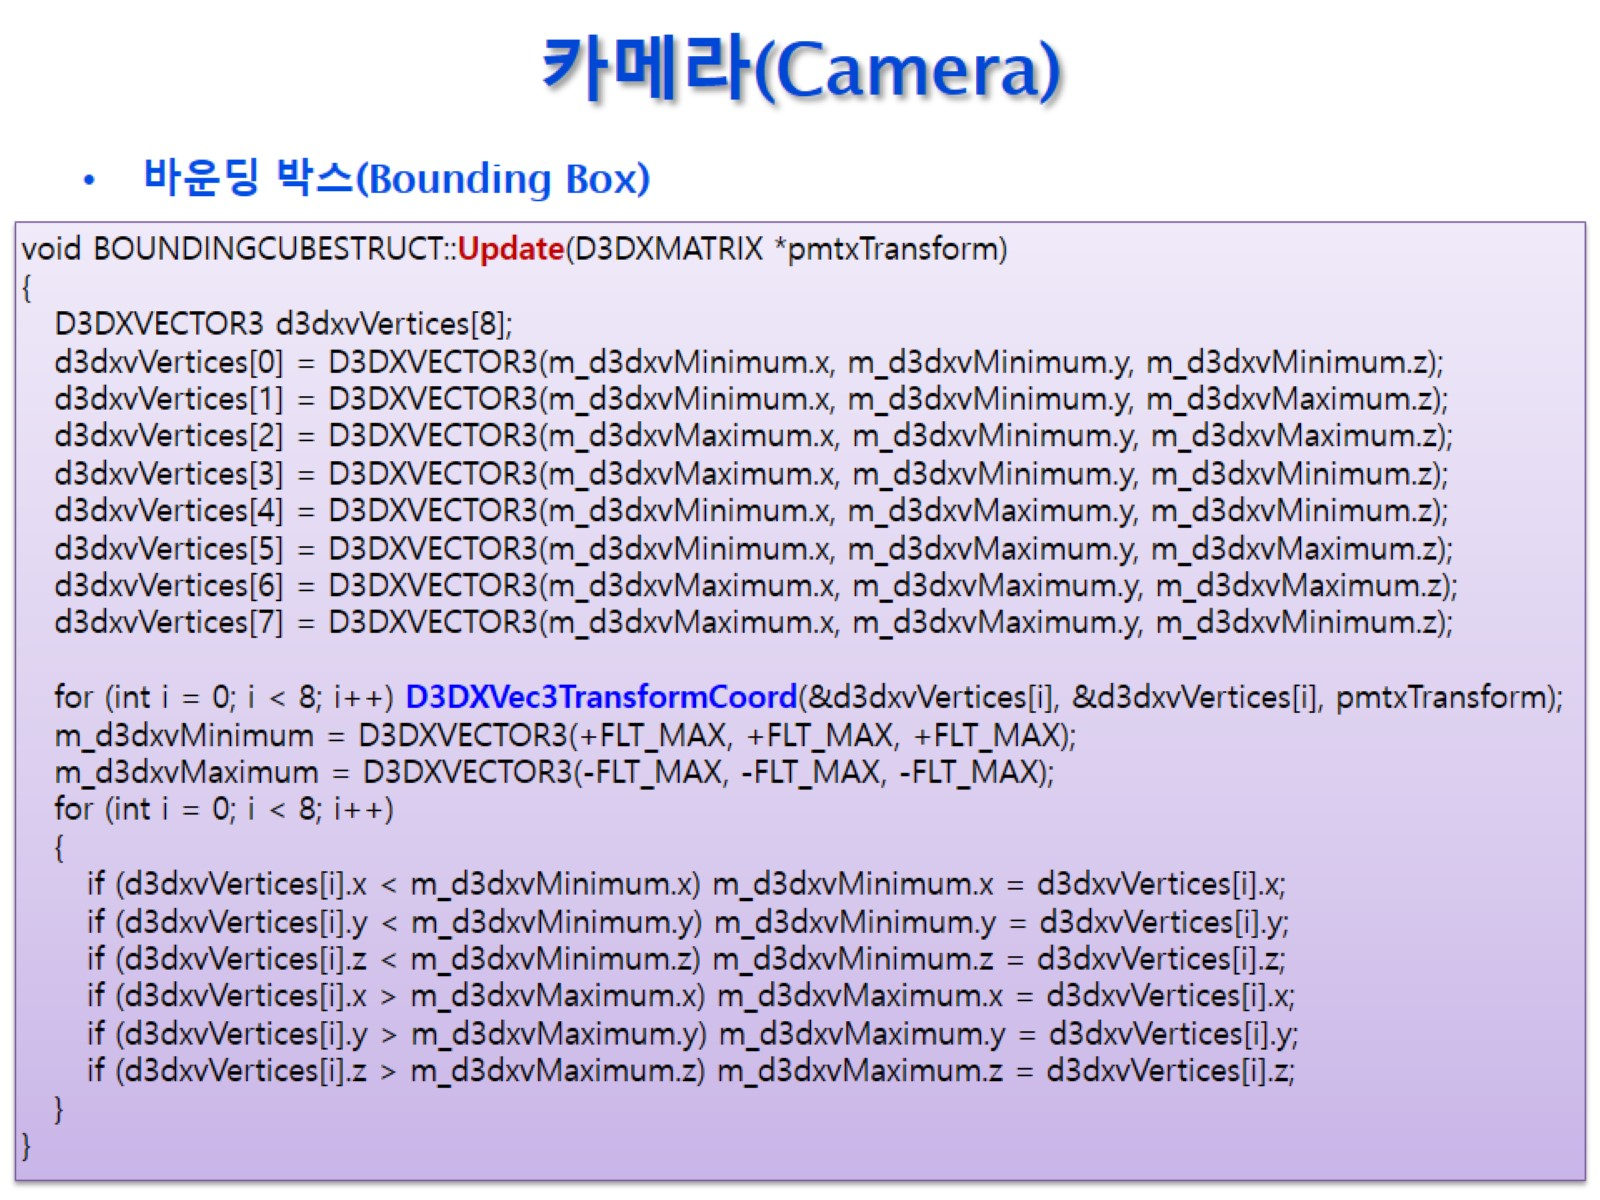 카메라(Camera)
• 바운딩 박스(Bounding Box)
void BOUNDINGCUBESTRUCT::Update(D3DXMATRIX *pmtxTransform)
{
D3DXVECTOR3 d3dxvVertices[8];
d3dxvVertices[0] = D3DXVECTOR3(m_d3dxvMinimum.x, m_d3dxvMinimum.y, m_d3dxvMinimum.z);
d3dxvVertices[1] = D3DXVECTOR3(m_d3dxvMinimum.x, m_d3dxvMinimum.y, m_d3dxvMaximum.z);
d3dxvVertices[2] = D3DXVECTOR3(m_d3dxvMaximum.x, m_d3dxvMinimum.y, m_d3dxvMaximum.z);
d3dxvVertices[3] = D3DXVECTOR3(m_d3dxvMaximum.x, m_d3dxvMinimum.y, m_d3dxvMinimum.z);
d3dxvVertices[4] = D3DXVECTOR3(m_d3dxvMinimum.x, m_d3dxvMaximum.y, m_d3dxvMinimum.z);
d3dxvVertices[5] = D3DXVECTOR3(m_d3dxvMinimum.x, m_d3dxvMaximum.y, m_d3dxvMaximum.z);
d3dxvVertices[6] = D3DXVECTOR3(m_d3dxvMaximum.x, m_d3dxvMaximum.y, m_d3dxvMaximum.z);
d3dxvVertices[7] = D3DXVECTOR3(m_d3dxvMaximum.x, m_d3dxvMaximum.y, m_d3dxvMinimum.z);
for (int i = 0; i < 8; i++) D3DXVec3TransformCoord(&d3dxvVertices[i], &d3dxvVertices[i], pmtxTransform);
m_d3dxvMinimum = D3DXVECTOR3(+FLT_MAX, +FLT_MAX, +FLT_MAX);
m_d3dxvMaximum = D3DXVECTOR3(-FLT_MAX, -FLT_MAX, -FLT_MAX);
for (int i = 0; i < 8; i++)
{
if (d3dxvVertices[i].x < m_d3dxvMinimum.x) m_d3dxvMinimum.x = d3dxvVertices[i].x;
if (d3dxvVertices[i].y < m_d3dxvMinimum.y) m_d3dxvMinimum.y = d3dxvVertices[i].y;
if (d3dxvVertices[i].z < m_d3dxvMinimum.z) m_d3dxvMinimum.z = d3dxvVertices[i].z;
if (d3dxvVertices[i].x > m_d3dxvMaximum.x) m_d3dxvMaximum.x = d3dxvVertices[i].x;
if (d3dxvVertices[i].y > m_d3dxvMaximum.y) m_d3dxvMaximum.y = d3dxvVertices[i].y;
if (d3dxvVertices[i].z > m_d3dxvMaximum.z) m_d3dxvMaximum.z = d3dxvVertices[i].z;
}
}